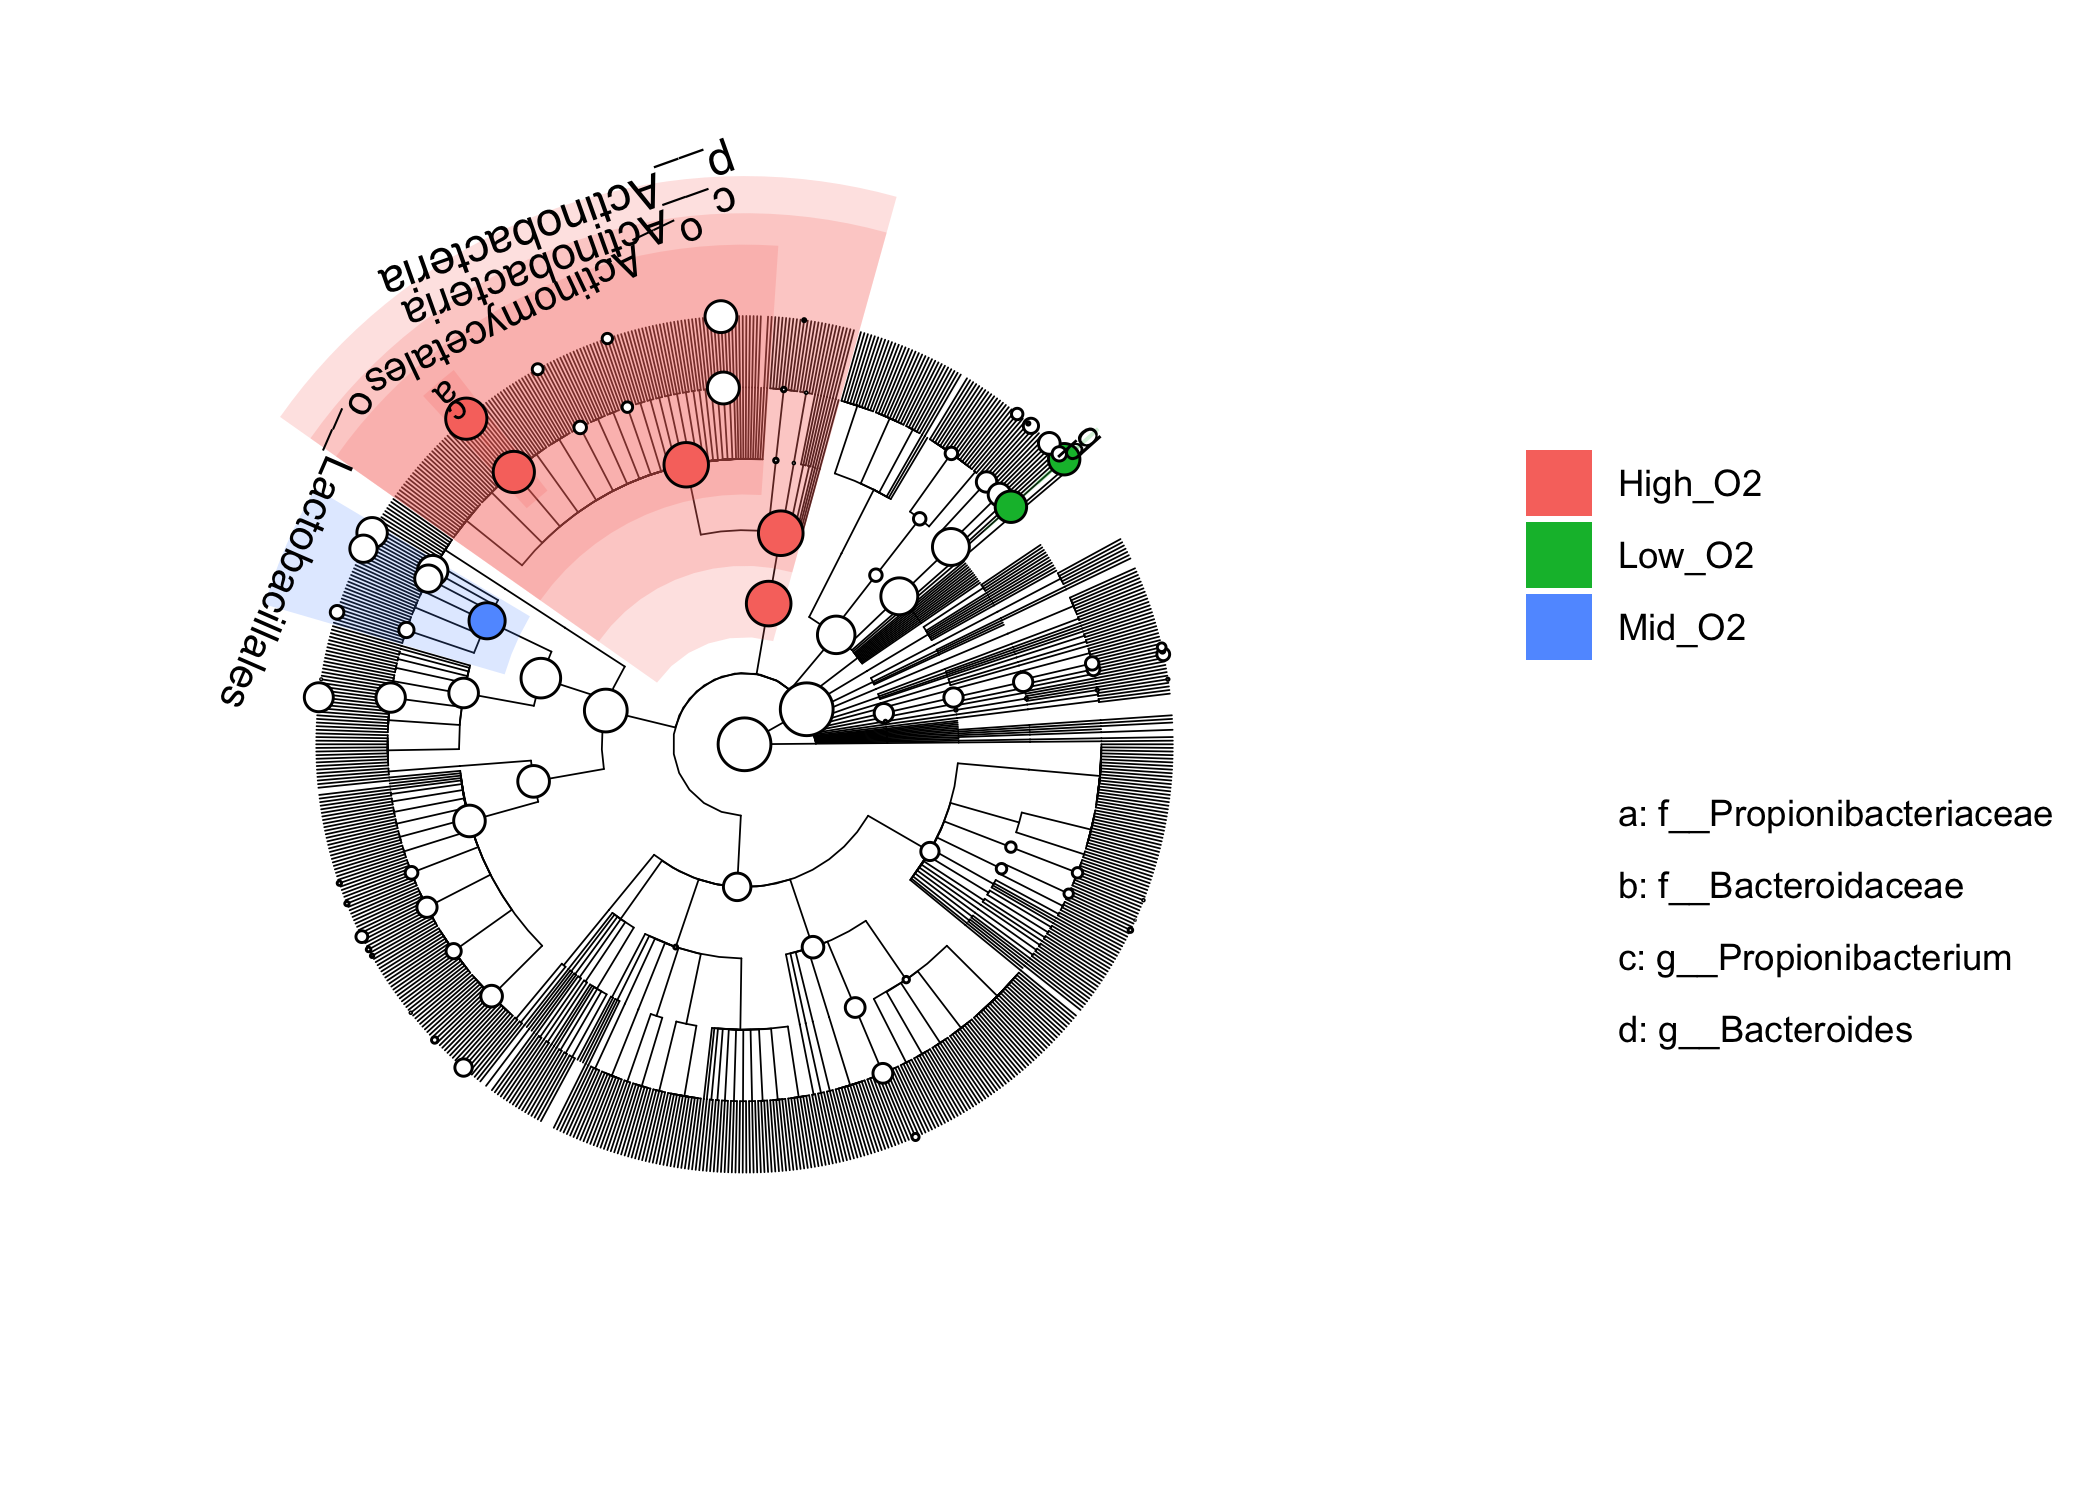 p__Actinobacteria
c__Actinobacteria
o__Actinomycetales
o__Lactobacillales
a
c
High_O2
Low_O2
Mid_O2
a: f__Propionibacteriaceae
b: f__Bacteroidaceae
c: g__Propionibacterium
d: g__Bacteroides